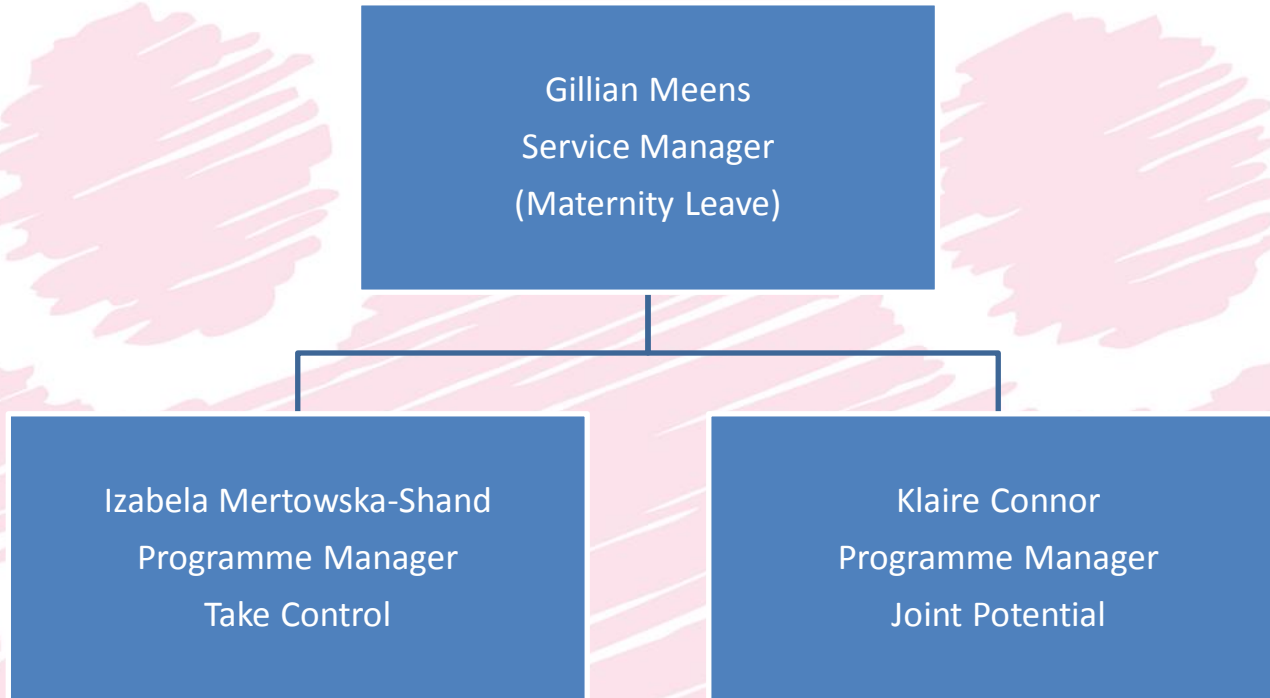 Gillian Meens
Service Manager
(Maternity Leave)
Izabela Mertowska-Shand
Programme Manager
Take Control
Klaire Connor
Programme Manager
Joint Potential